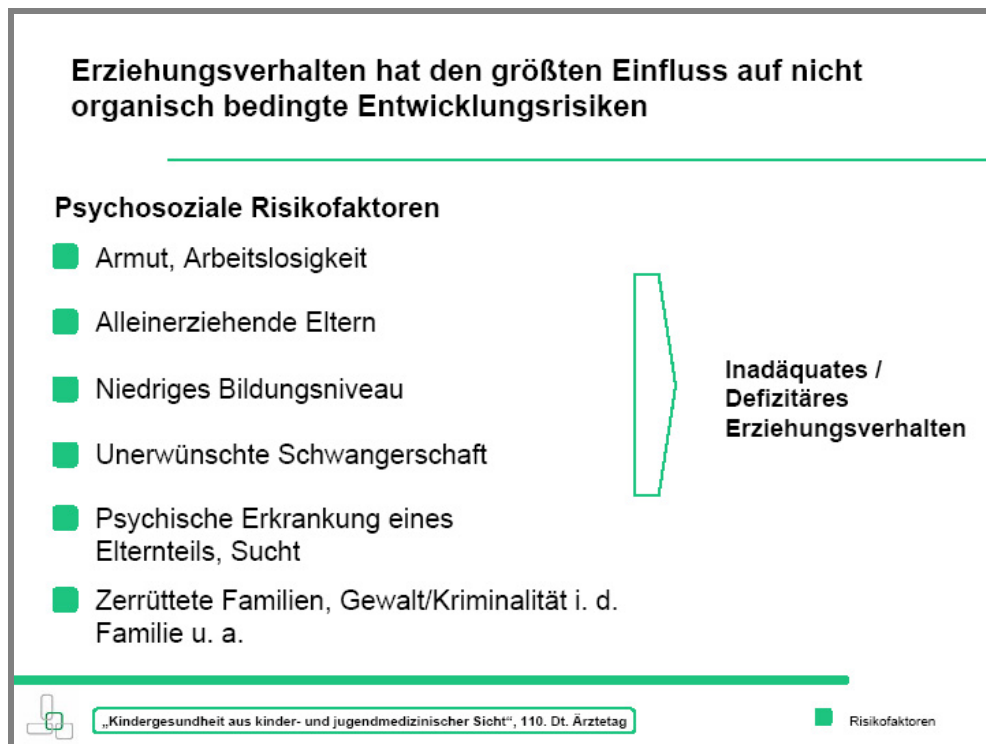 Erziehungsverhalten hat den größten Einfluss auf nicht
organisch bedingte Entwicklungsrisiken
Psychosoziale Risikofaktoren
Armut, Arbeitslosigkeit
Alleinerziehende Eltern
Niedriges Bildungsniveau
Unerwünschte Schwangerschaft
Psychische Erkrankung eines
Elternteils, Sucht
Zerrüttete Familien, Gewalt/Kriminalität i. d.
Familie u. a.
Inadäquates /
Defizitäres
Erziehungsverhalten
„Kindergesundheit aus kinder- und jugendmedizinischer Sicht“, 110. Dt. Ärztetag
Risikofaktoren